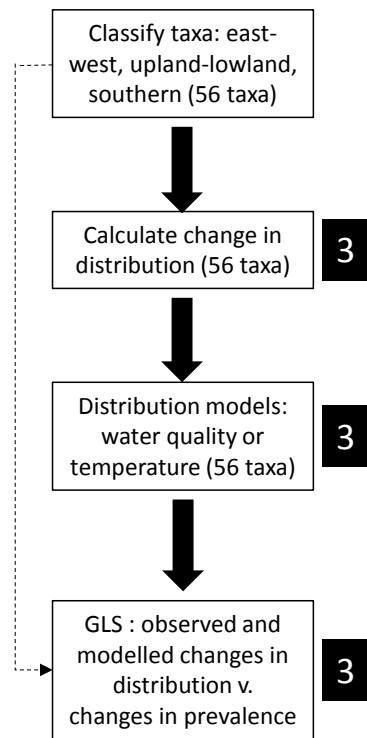 Classify taxa: east-
west, upland-lowland,
southern (56 taxa)
Calculate change in
distribution (56 taxa)
3
Distribution models:
water quality or
temperature (56 taxa)
3
GLS : observed and
modelled changes in
distribution v.
changes in prevalence
3